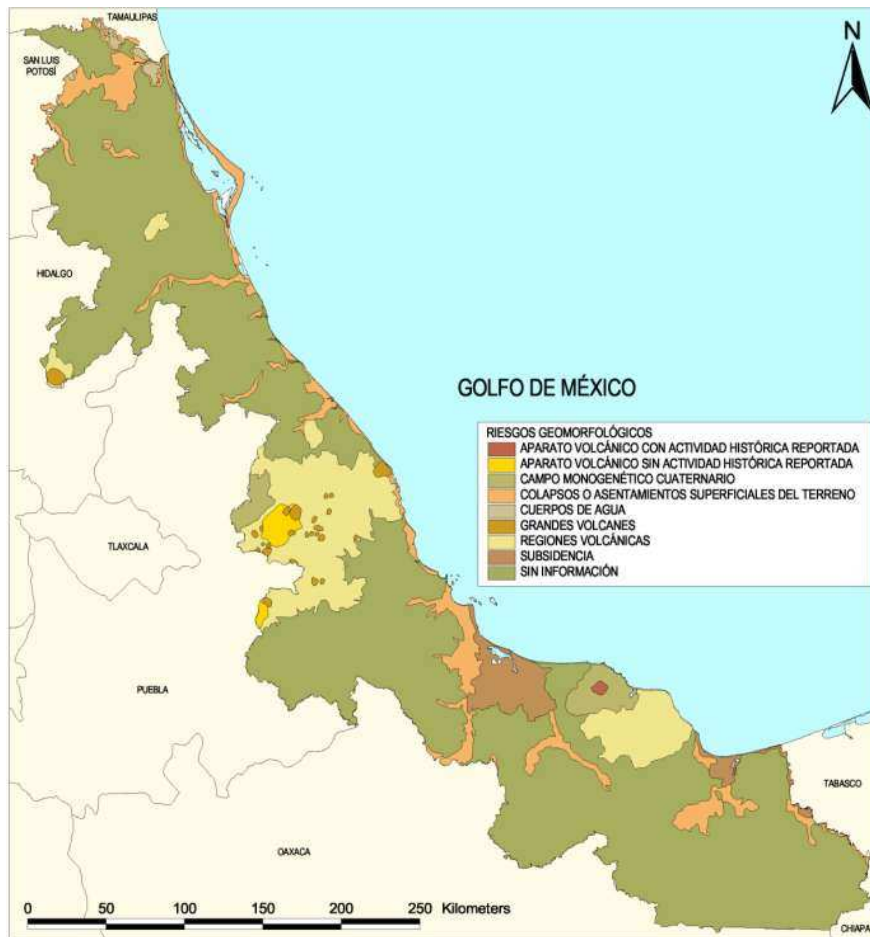 TAMAULIPAS
SAN LUIS
POTOSÍ
N
HIDALGO
GOLFO DE MÉXICO
RIESGOS GEOMORFOLÓGICOS
APARATO VOLCÁNICO CON ACTIVIDAD HISTÓRICA REPORTADA
APARATO VOLCÁNICO SIN ACTIVIDAD HISTÓRICA REPORTADA
CAMPO MONOGENÉTICO CUATERNARIO
COLAPSOS O ASENTAMIENTOS SUPERFICIALES DEL TERRENO
CUERPOS DE AGUA
GRANDES VOLCANES
REGIONES VOLCÁNICAS
SUBSIDENCIA
SIN INFORMACIÓN
TLAXCALA
PUEBLA
TABASCO
OAXACA
0 50 100 150 200 250 Kilometers
CHIAPA